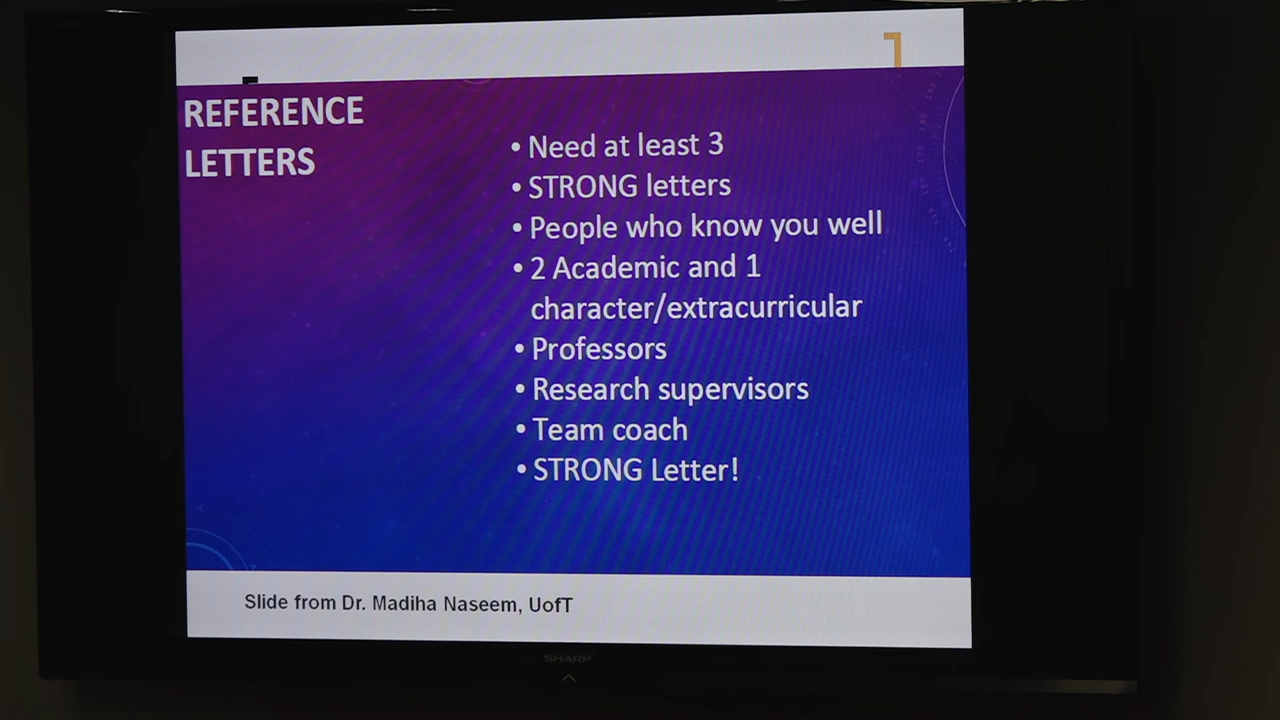 REFERENCE
LETTERS
• Need at least 3
• STRONG letters
• People who know you well
• 2 Academic and 1
character/extracurricular
• Professors
• Research supervisors
• Team coach
• STRONG Letter!
Slide from Dr. Madiha Naseem, UofT
SHARP